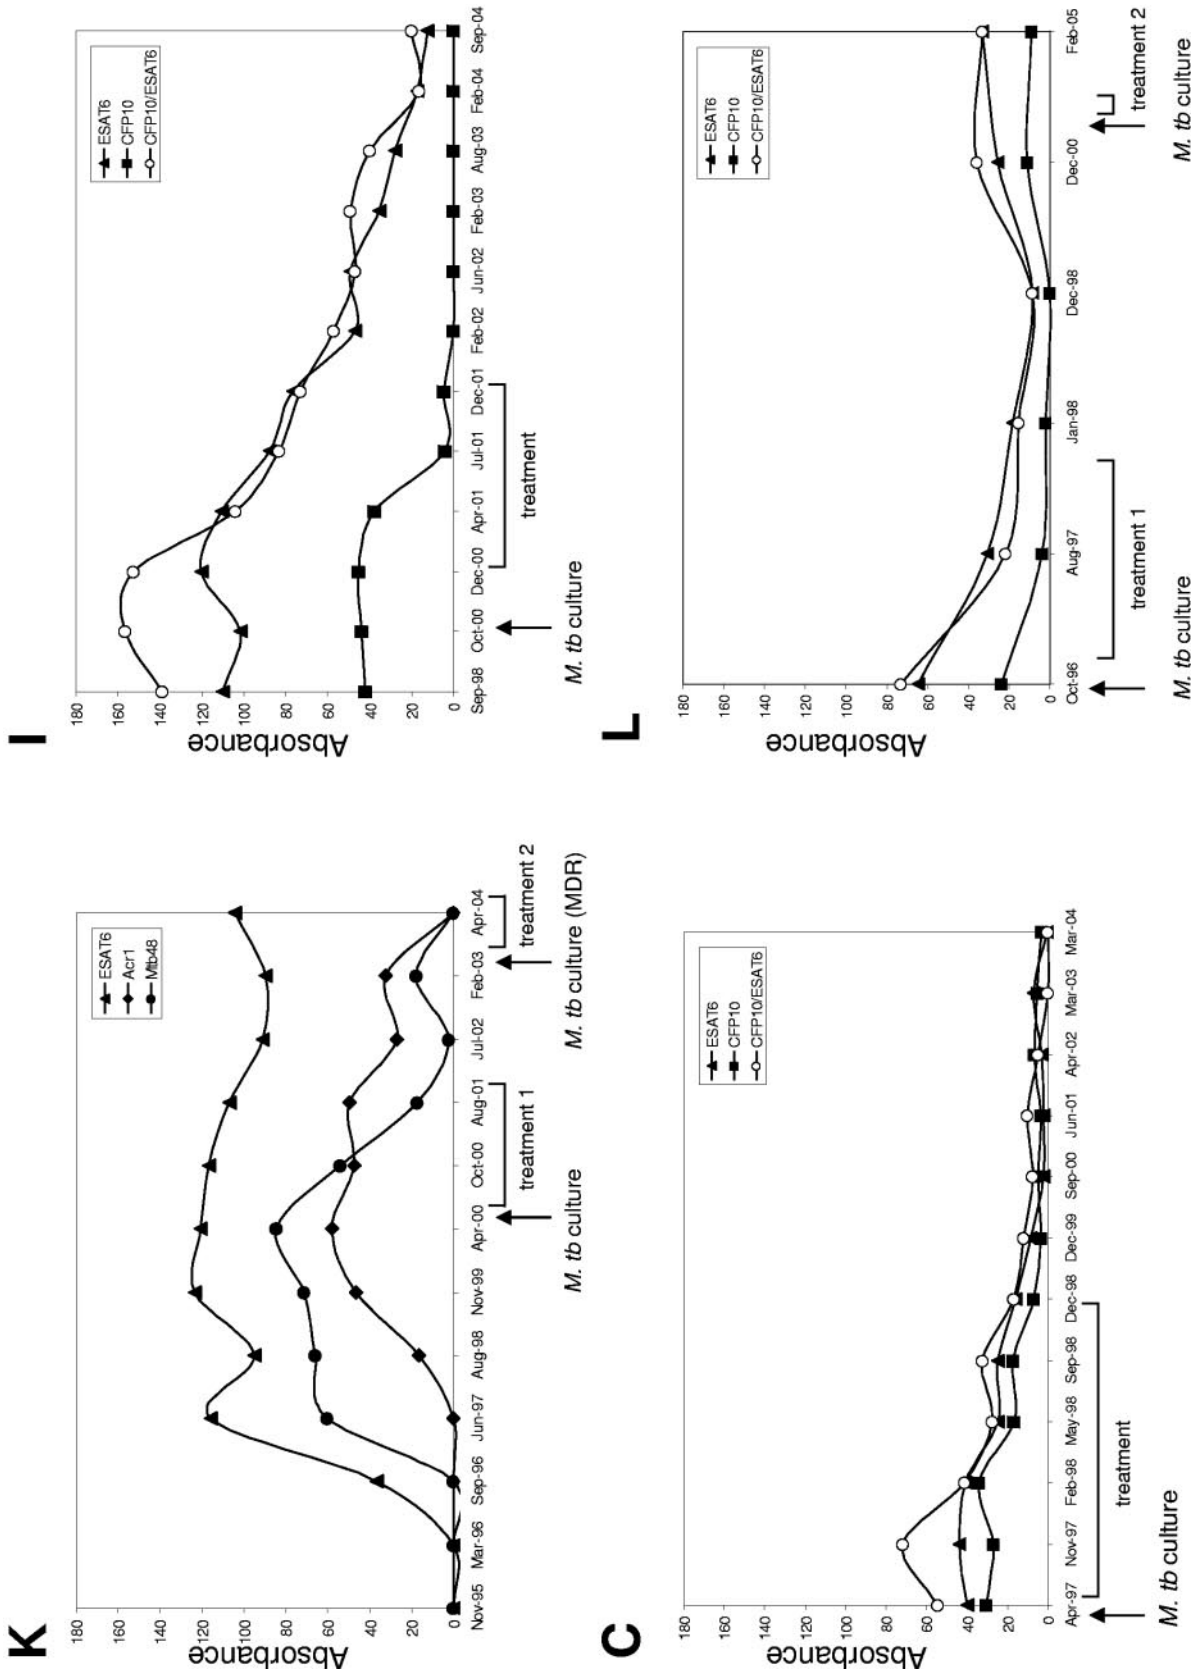 K
180
160
140
120
100
80
60
40
20
0
Absorbance
ESAT6
Acr1
Mtb48
Nov-95 Mar-96 Sep-96 Jun-97 Aug-98 Nov-99 Apr-00 Oct-00 Aug-01 Jul-02 Feb-03 Apr-04
treatment 1 treatment 2
M. tb culture M. tb culture (MDR)
I
180
160
140
120
100
80
60
40
20
0
Absorbance
ESAT6
CFP10
CFP10/ESAT6
Sep-98 Oct-00 Dec-00 Apr-01 Jul-01 Dec-01 Feb-02 Jun-02 Feb-03 Aug-03 Feb-04 Sep-04
treatment
M. tb culture
C
180
160
140
120
100
80
60
40
20
0
Absorbance
ESAT6
CFP10
CFP10/ESAT6
Apr-97 Nov-97 Feb-98 May-98 Sep-98 Dec-98 Dec-99 Sep-00 Jun-01 Apr-02 Mar-03 Mar-04
treatment
M. tb culture
L
180
160
140
120
100
80
60
40
20
0
Absorbance
ESAT6
CFP10
CFP10/ESAT6
Oct-96 Aug-97 Jan-98 Dec-98 Dec-00 Feb-05
treatment 1 treatment 2
M. tb culture M. tb culture